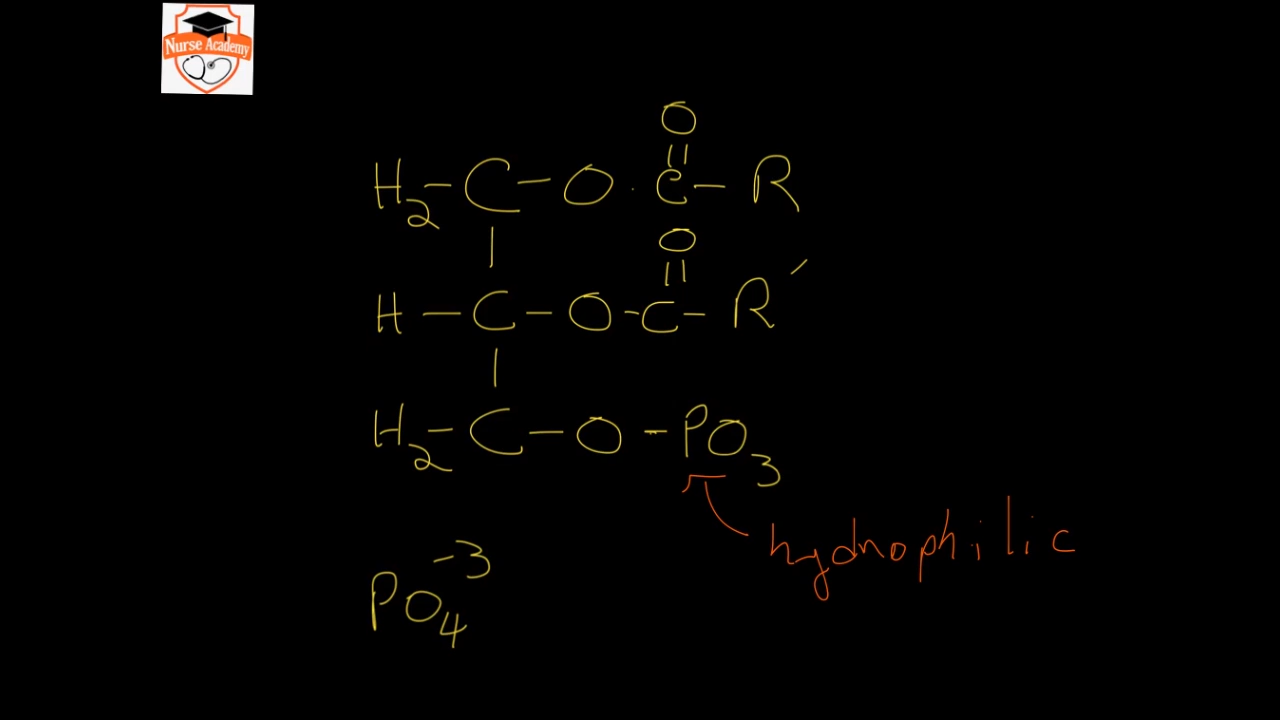 Nurse Academy
O
||
H₂-C-O·C-R
|
O
||
H-C-O-C-R′
|
H₂-C-O-PO₃
hydrophilic
PO₄⁻³